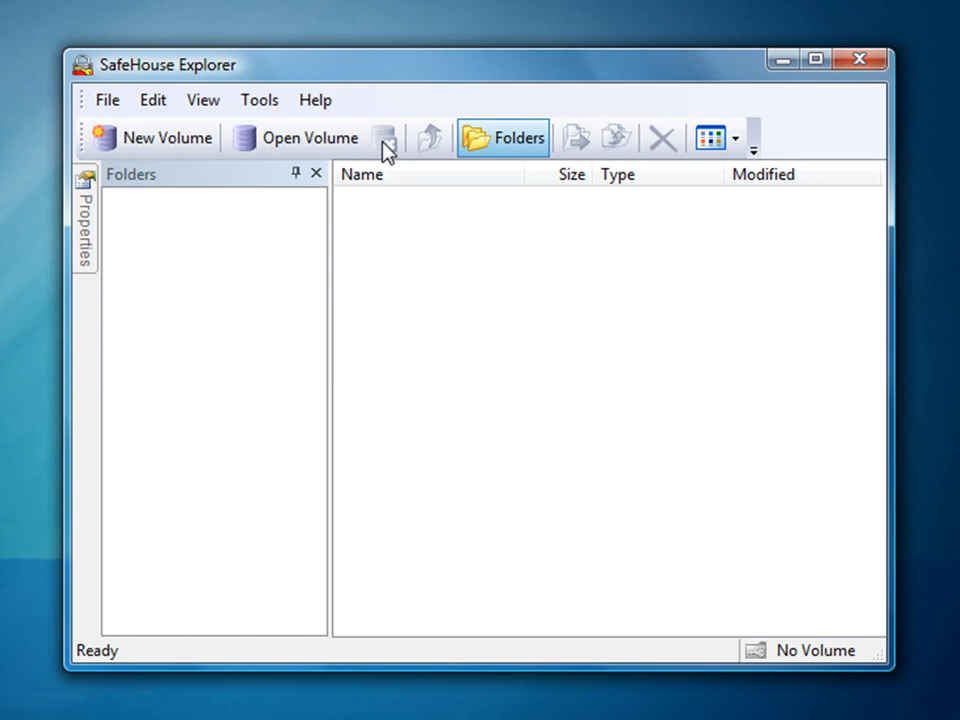 SafeHouse Explorer
File Edit View Tools Help
New Volume Open Volume Folders
Properties
Folders
Name Size Type Modified
Ready No Volume